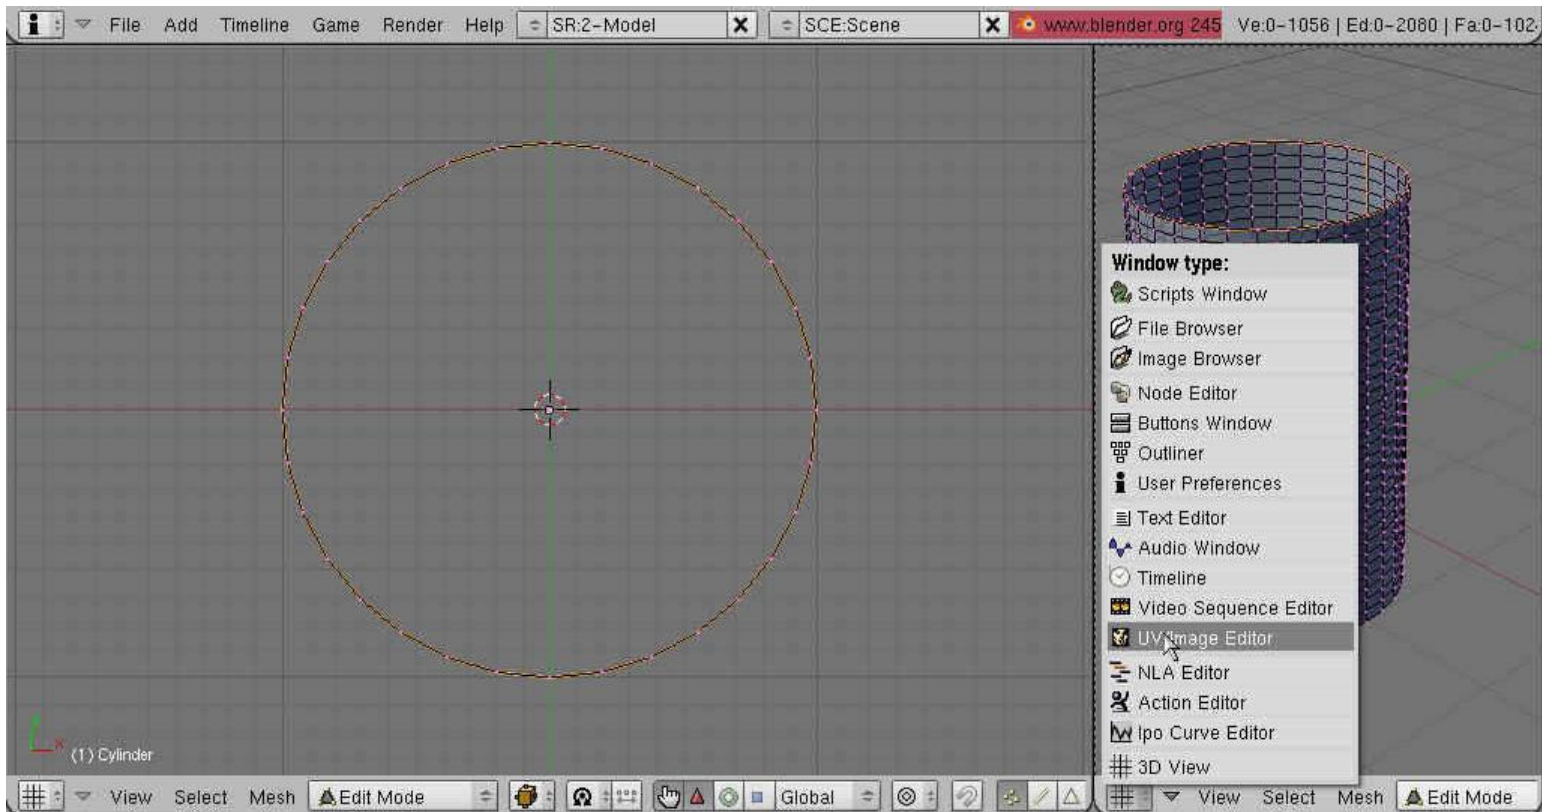 File Add Timeline Game Render Help SR:2-Model SCE:Scene www.blender.org 245 Ve:0-1056 | Ed:0-2080 | Fa:0-102
Window type:
Scripts Window
File Browser
Image Browser
Node Editor
Buttons Window
Outliner
User Preferences
Text Editor
Audio Window
Timeline
Video Sequence Editor
UV/Image Editor
NLA Editor
Action Editor
Ipo Curve Editor
3D View
x
(1) Cylinder
View Select Mesh Edit Mode Global
View Select Mesh Edit Mode